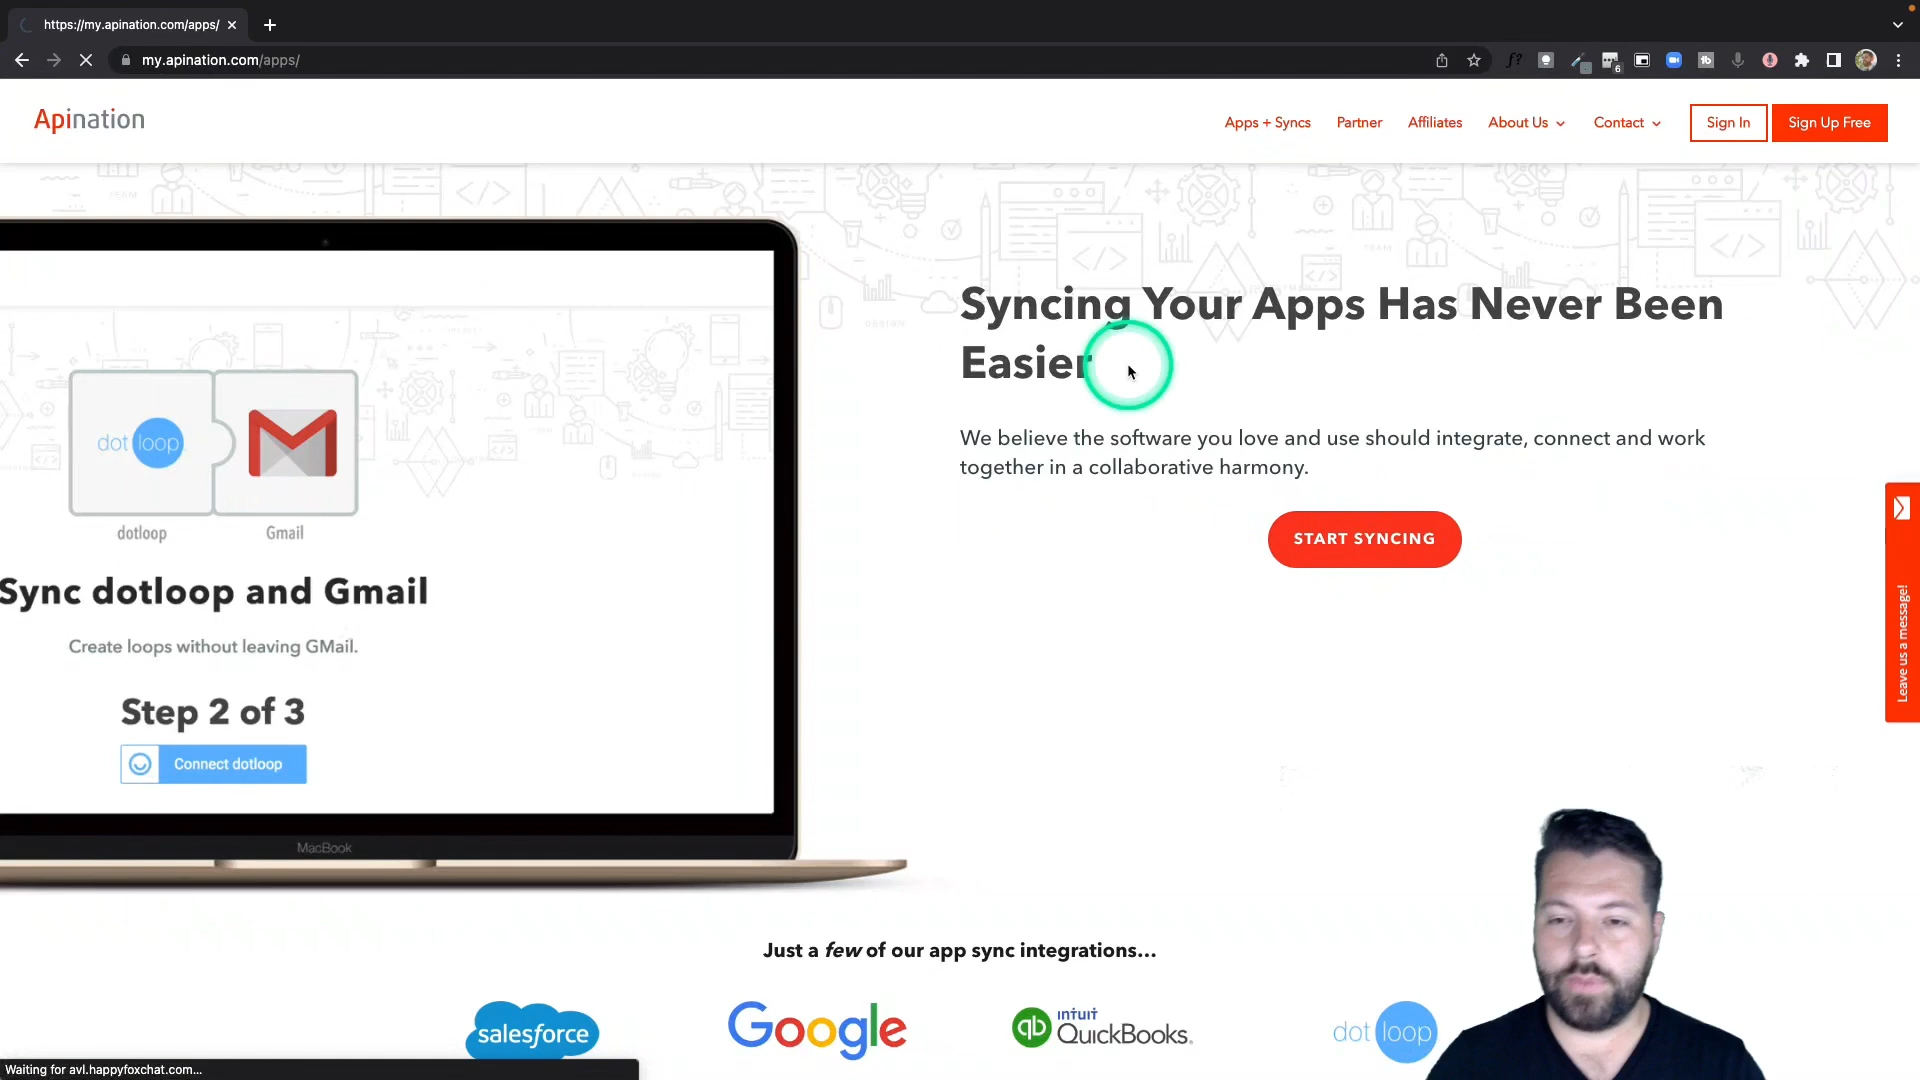 https://my.apination.com/apps/
my.apination.com/apps/
6
Apination
Apps + Syncs
Partner
Affiliates
About Us
Contact
Sign In
Sign Up Free
Syncing Your Apps Has Never Been
Easier
We believe the software you love and use should integrate, connect and work
together in a collaborative harmony.
START SYNCING
Leave us a message!
dot loop
dotloop
Gmail
Sync dotloop and Gmail
Create loops without leaving GMail.
Step 2 of 3
Connect dotloop
MacBook
Just a few of our app sync integrations...
salesforce
Google
qb
intuit
QuickBooks.
dot loop
Waiting for avl.happyfoxchat.com...